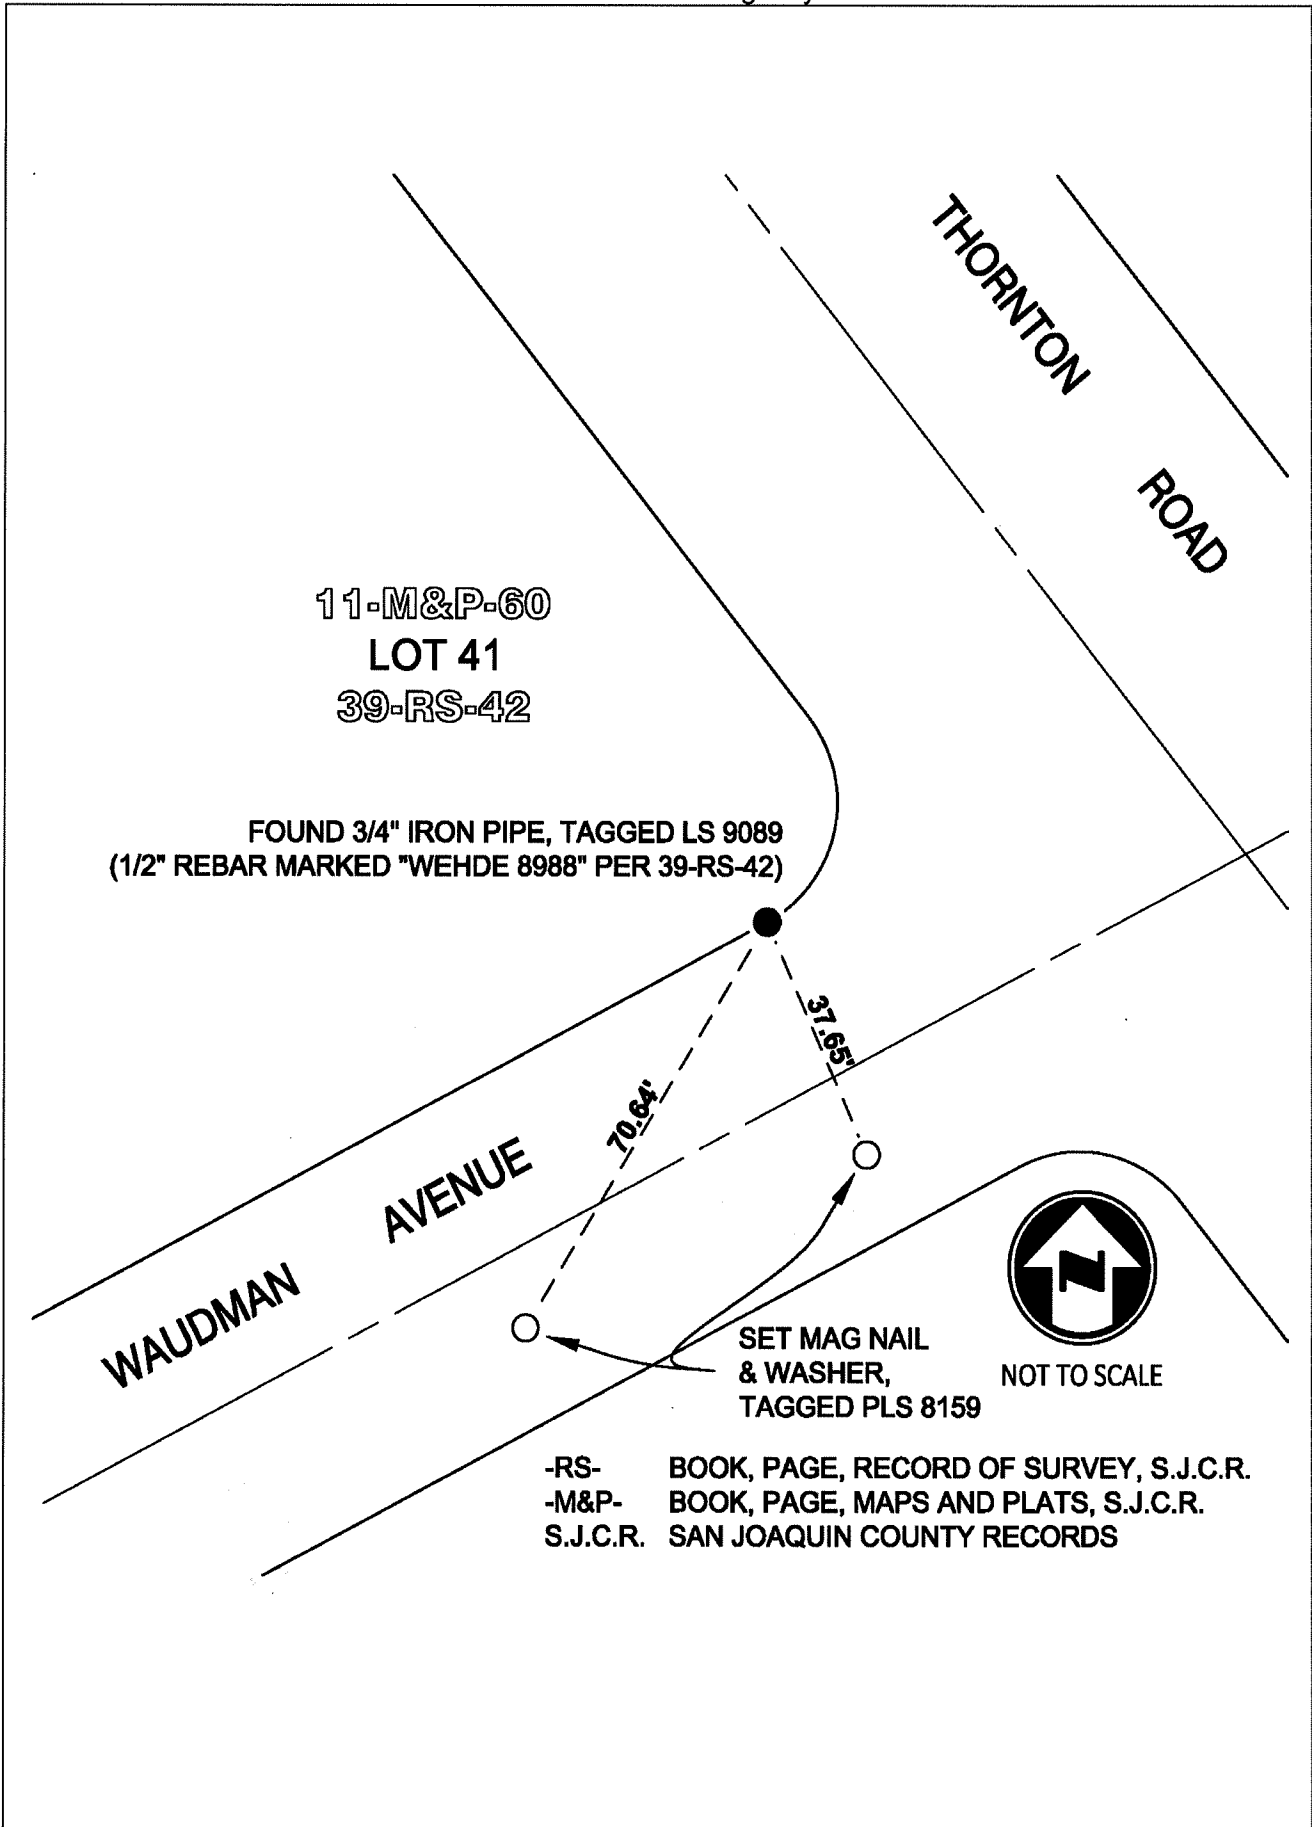 THORNTON
ROAD
11-M&P-60
LOT 41
39-RS-42
FOUND 3/4" IRON PIPE, TAGGED LS 9089
(1/2" REBAR MARKED "WEHDE 8988" PER 39-RS-42)
37.65'
70.64'
WAUDMAN AVENUE
N
SET MAG NAIL
& WASHER,
TAGGED PLS 8159
NOT TO SCALE
-RS- BOOK, PAGE, RECORD OF SURVEY, S.J.C.R.
-M&P- BOOK, PAGE, MAPS AND PLATS, S.J.C.R.
S.J.C.R. SAN JOAQUIN COUNTY RECORDS